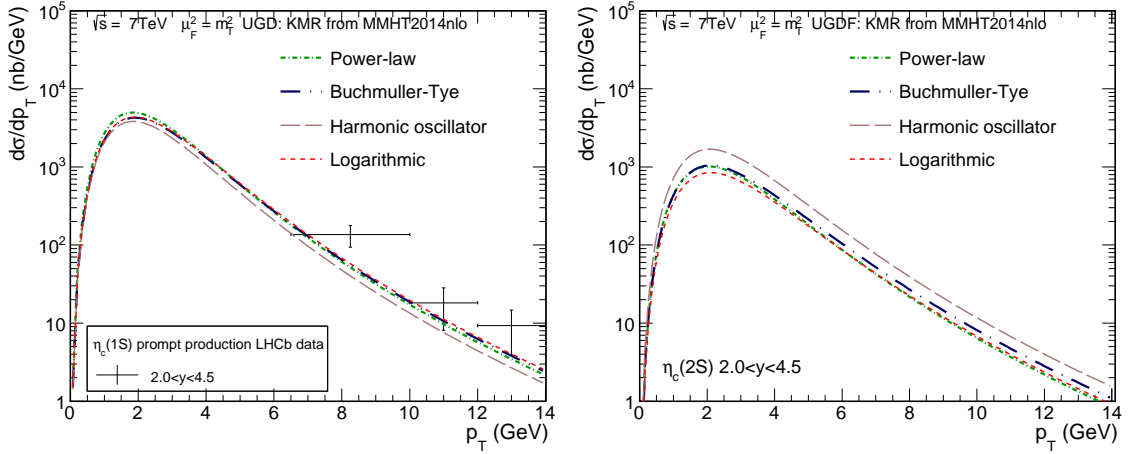 √s = 7TeV μ_F^2 = m_T^2 UGD: KMR from MMHT2014nlo
dσ/dp_T (nb/GeV)
10^5
10^4
10^3
10^2
10
1
Power-law
Buchmuller-Tye
Harmonic oscillator
Logarithmic
η_c(1S) prompt production LHCb data
2.0<y<4.5
0 2 4 6 8 10 12 14
p_T (GeV)
√s = 7TeV μ_F^2 = m_T^2 UGDF: KMR from MMHT2014nlo
dσ/dp_T (nb/GeV)
10^5
10^4
10^3
10^2
10
1
Power-law
Buchmuller-Tye
Harmonic oscillator
Logarithmic
η_c(2S) 2.0<y<4.5
0 2 4 6 8 10 12 14
p_T (GeV)